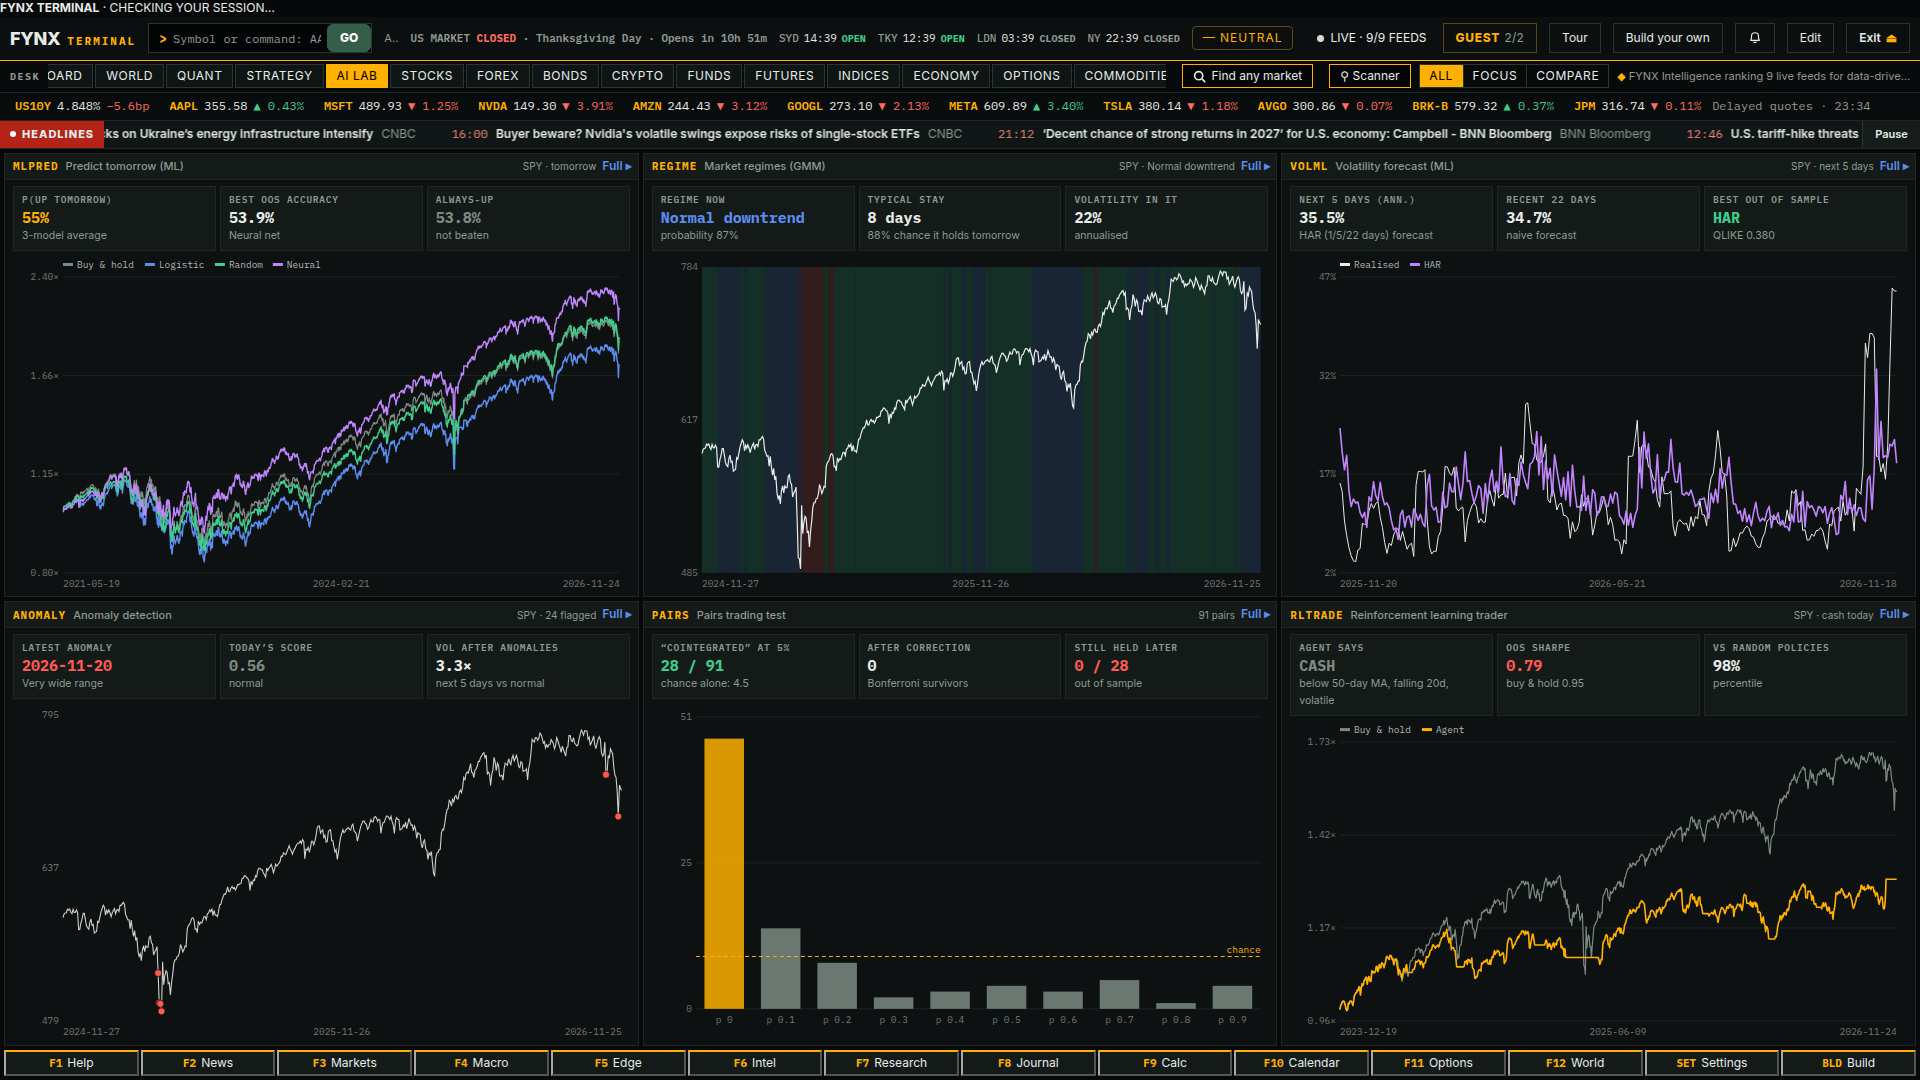 FYNX TERMINAL · CHECKING YOUR SESSION...
FYNX TERMINAL > Symbol or command: AA GO A.. US MARKET CLOSED · Thanksgiving Day · Opens in 10h 51m SYD 14:39 OPEN TKY 12:39 OPEN LDN 03:39 CLOSED NY 22:39 CLOSED — NEUTRAL ● LIVE · 9/9 FEEDS GUEST 2/2 Tour Build your own Edit Exit ⏏
DESK OARD WORLD QUANT STRATEGY AI LAB STOCKS FOREX BONDS CRYPTO FUNDS FUTURES INDICES ECONOMY OPTIONS COMMODITIE Find any market Scanner ALL FOCUS COMPARE ◆ FYNX Intelligence ranking 9 live feeds for data-drive...
US10Y 4.848% −5.6bp AAPL 355.58 ▲ 0.43% MSFT 489.93 ▼ 1.25% NVDA 149.30 ▼ 3.91% AMZN 244.43 ▼ 3.12% GOOGL 273.10 ▼ 2.13% META 609.89 ▲ 3.40% TSLA 380.14 ▼ 1.18% AVGO 300.86 ▼ 0.07% BRK-B 579.32 ▲ 0.37% JPM 316.74 ▼ 0.11% Delayed quotes · 23:34
● HEADLINES ks on Ukraine's energy infrastructure intensify CNBC 16:00 Buyer beware? Nvidia's volatile swings expose risks of single-stock ETFs CNBC 21:12 'Decent chance of strong returns in 2027' for U.S. economy: Campbell - BNN Bloomberg BNN Bloomberg 12:46 U.S. tariff-hike threats Pause
MLPRED Predict tomorrow (ML) SPY · tomorrow Full ▸
P(UP TOMORROW) BEST OOS ACCURACY ALWAYS-UP
55% 53.9% 53.8%
3-model average Neural net not beaten
Buy & hold Logistic Random Neural
2.40×
1.66×
1.15×
0.80×
2021-05-19 2024-02-21 2026-11-24
REGIME Market regimes (GMM) SPY · Normal downtrend Full ▸
REGIME NOW TYPICAL STAY VOLATILITY IN IT
Normal downtrend 8 days 22%
probability 87% 88% chance it holds tomorrow annualised
784
617
485
2024-11-27 2025-11-26 2026-11-25
VOLML Volatility forecast (ML) SPY · next 5 days Full ▸
NEXT 5 DAYS (ANN.) RECENT 22 DAYS BEST OUT OF SAMPLE
35.5% 34.7% HAR
HAR (1/5/22 days) forecast naive forecast QLIKE 0.380
Realised HAR
47%
32%
17%
2%
2025-11-20 2026-05-21 2026-11-18
ANOMALY Anomaly detection SPY · 24 flagged Full ▸
LATEST ANOMALY TODAY'S SCORE VOL AFTER ANOMALIES
2026-11-20 0.56 3.3×
Very wide range normal next 5 days vs normal
795
637
479
2024-11-27 2025-11-26 2026-11-25
PAIRS Pairs trading test 91 pairs Full ▸
“COINTEGRATED” AT 5% AFTER CORRECTION STILL HELD LATER
28 / 91 0 0 / 28
chance alone: 4.5 Bonferroni survivors out of sample
51
25
chance
0
p 0 p 0.1 p 0.2 p 0.3 p 0.4 p 0.5 p 0.6 p 0.7 p 0.8 p 0.9
RLTRADE Reinforcement learning trader SPY · cash today Full ▸
AGENT SAYS OOS SHARPE VS RANDOM POLICIES
CASH 0.79 98%
below 50-day MA, falling 20d, volatile buy & hold 0.95 percentile
Buy & hold Agent
1.73×
1.42×
1.17×
0.96×
2023-12-19 2025-06-09 2026-11-24
F1 Help F2 News F3 Markets F4 Macro F5 Edge F6 Intel F7 Research F8 Journal F9 Calc F10 Calendar F11 Options F12 World SET Settings BLD Build